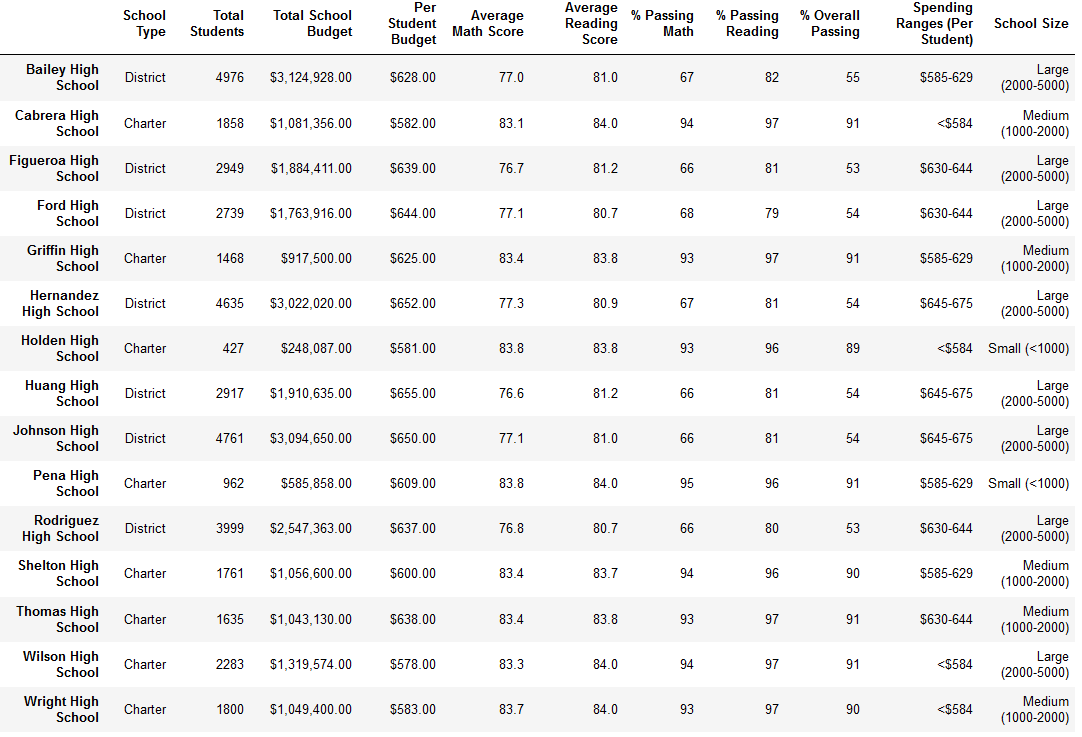 School Type Total Students Total School Budget Per Student Budget Average Math Score Average Reading Score % Passing Math % Passing Reading % Overall Passing Spending Ranges (Per Student) School Size
Bailey High School District 4976 $3,124,928.00 $628.00 77.0 81.0 67 82 55 $585-629 Large (2000-5000)
Cabrera High School Charter 1858 $1,081,356.00 $582.00 83.1 84.0 94 97 91 <$584 Medium (1000-2000)
Figueroa High School District 2949 $1,884,411.00 $639.00 76.7 81.2 66 81 53 $630-644 Large (2000-5000)
Ford High School District 2739 $1,763,916.00 $644.00 77.1 80.7 68 79 54 $630-644 Large (2000-5000)
Griffin High School Charter 1468 $917,500.00 $625.00 83.4 83.8 93 97 91 $585-629 Medium (1000-2000)
Hernandez High School District 4635 $3,022,020.00 $652.00 77.3 80.9 67 81 54 $645-675 Large (2000-5000)
Holden High School Charter 427 $248,087.00 $581.00 83.8 83.8 93 96 89 <$584 Small (<1000)
Huang High School District 2917 $1,910,635.00 $655.00 76.6 81.2 66 81 54 $645-675 Large (2000-5000)
Johnson High School District 4761 $3,094,650.00 $650.00 77.1 81.0 66 81 54 $645-675 Large (2000-5000)
Pena High School Charter 962 $585,858.00 $609.00 83.8 84.0 95 96 91 $585-629 Small (<1000)
Rodriguez High School District 3999 $2,547,363.00 $637.00 76.8 80.7 66 80 53 $630-644 Large (2000-5000)
Shelton High School Charter 1761 $1,056,600.00 $600.00 83.4 83.7 94 96 90 $585-629 Medium (1000-2000)
Thomas High School Charter 1635 $1,043,130.00 $638.00 83.4 83.8 93 97 91 $630-644 Medium (1000-2000)
Wilson High School Charter 2283 $1,319,574.00 $578.00 83.3 84.0 94 97 91 <$584 Large (2000-5000)
Wright High School Charter 1800 $1,049,400.00 $583.00 83.7 84.0 93 97 90 <$584 Medium (1000-2000)